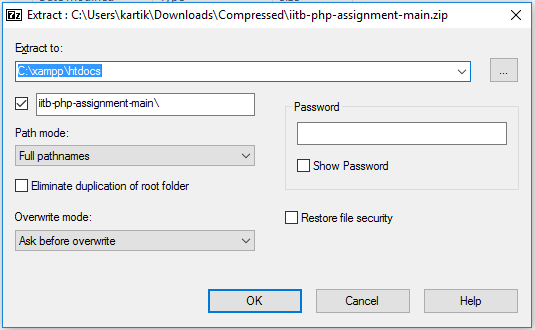 7z Extract : C:\Users\kartik\Downloads\Compressed\iitb-php-assignment-main.zip
Extract to:
C:\xampp\htdocs
...
iitb-php-assignment-main\
Password
Path mode:
Full pathnames
Show Password
Eliminate duplication of root folder
Overwrite mode:
Restore file security
Ask before overwrite
OK
Cancel
Help